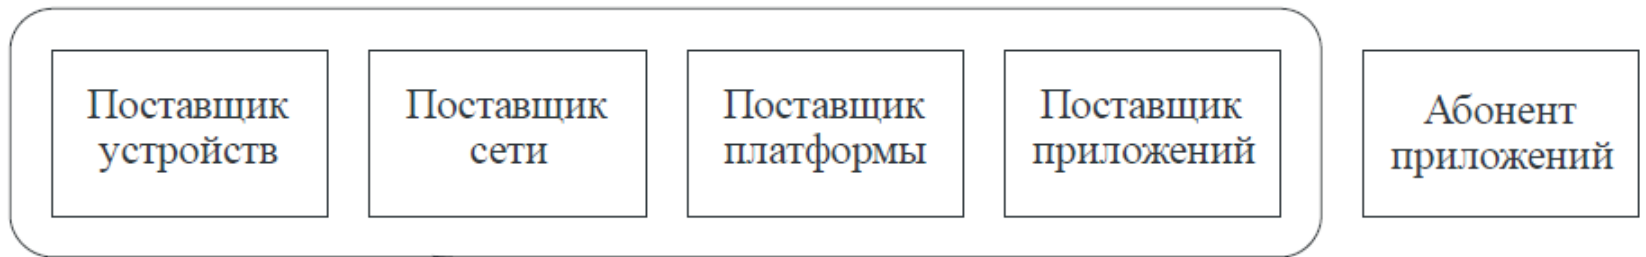 Поставщик
устройств
Поставщик
сети
Поставщик
платформы
Поставщик
приложений
Абонент
приложений